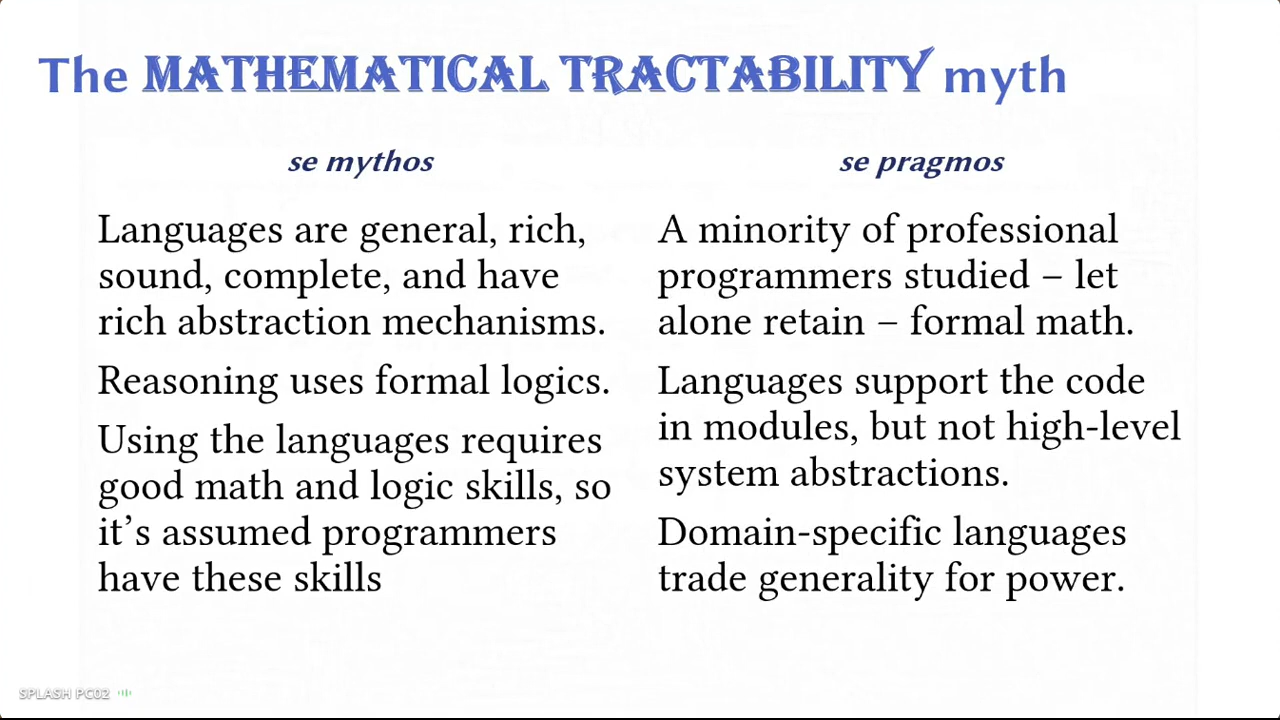 The MATHEMATICAL TRACTABILITY myth
se mythos
Languages are general, rich,
sound, complete, and have
rich abstraction mechanisms.
Reasoning uses formal logics.
Using the languages requires
good math and logic skills, so
it’s assumed programmers
have these skills
se pragmos
A minority of professional
programmers studied – let
alone retain – formal math.
Languages support the code
in modules, but not high-level
system abstractions.
Domain-specific languages
trade generality for power.
SPLASH PC02